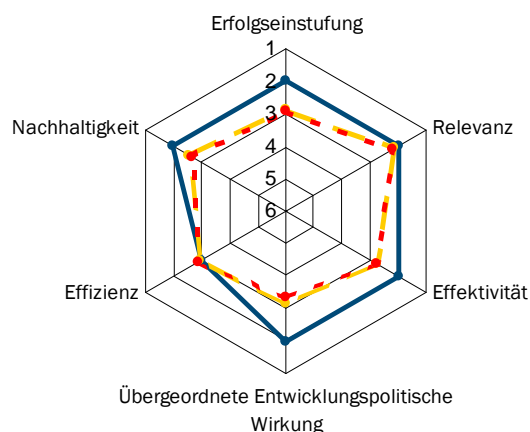 Erfolgseinstufung
1
2
3
4
5
6
Nachhaltigkeit
Relevanz
Effizienz
Effektivität
Übergeordnete Entwicklungspolitische
Wirkung